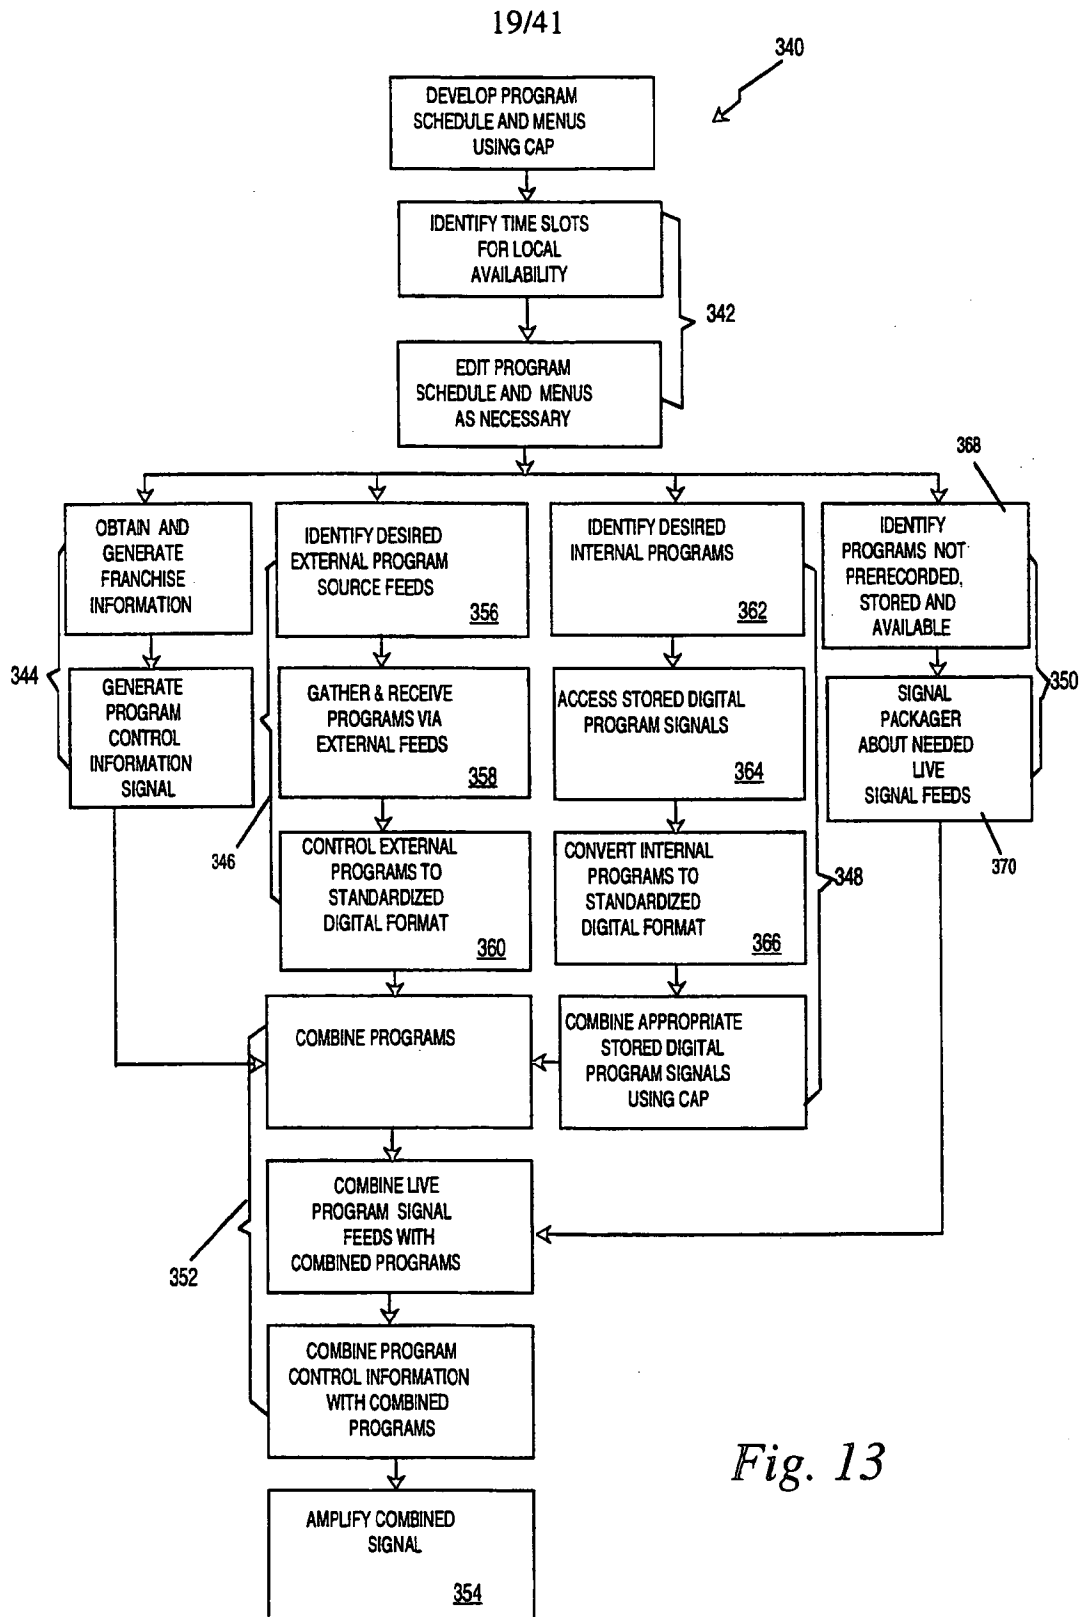 19/41
340
DEVELOP PROGRAM
SCHEDULE AND MENUS
USING CAP
IDENTIFY TIME SLOTS
FOR LOCAL
AVAILABILITY
342
EDIT PROGRAM
SCHEDULE AND MENUS
AS NECESSARY
368
OBTAIN AND
GENERATE
FRANCHISE
INFORMATION
IDENTIFY DESIRED
EXTERNAL PROGRAM
SOURCE FEEDS
356
IDENTIFY DESIRED
INTERNAL PROGRAMS
362
IDENTIFY
PROGRAMS NOT
PRERECORDED,
STORED AND
AVAILABLE
344
350
GENERATE
PROGRAM
CONTROL
INFORMATION
SIGNAL
GATHER & RECEIVE
PROGRAMS VIA
EXTERNAL FEEDS
358
ACCESS STORED DIGITAL
PROGRAM SIGNALS
364
SIGNAL
PACKAGER
ABOUT NEEDED
LIVE
SIGNAL FEEDS
346
370
CONTROL EXTERNAL
PROGRAMS TO
STANDARDIZED
DIGITAL FORMAT
360
CONVERT INTERNAL
PROGRAMS TO
STANDARDIZED
DIGITAL FORMAT
366
348
COMBINE PROGRAMS
COMBINE APPROPRIATE
STORED DIGITAL
PROGRAM SIGNALS
USING CAP
COMBINE LIVE
PROGRAM SIGNAL
FEEDS WITH
COMBINED PROGRAMS
352
COMBINE PROGRAM
CONTROL INFORMATION
WITH COMBINED
PROGRAMS
Fig. 13
AMPLIFY COMBINED
SIGNAL
354